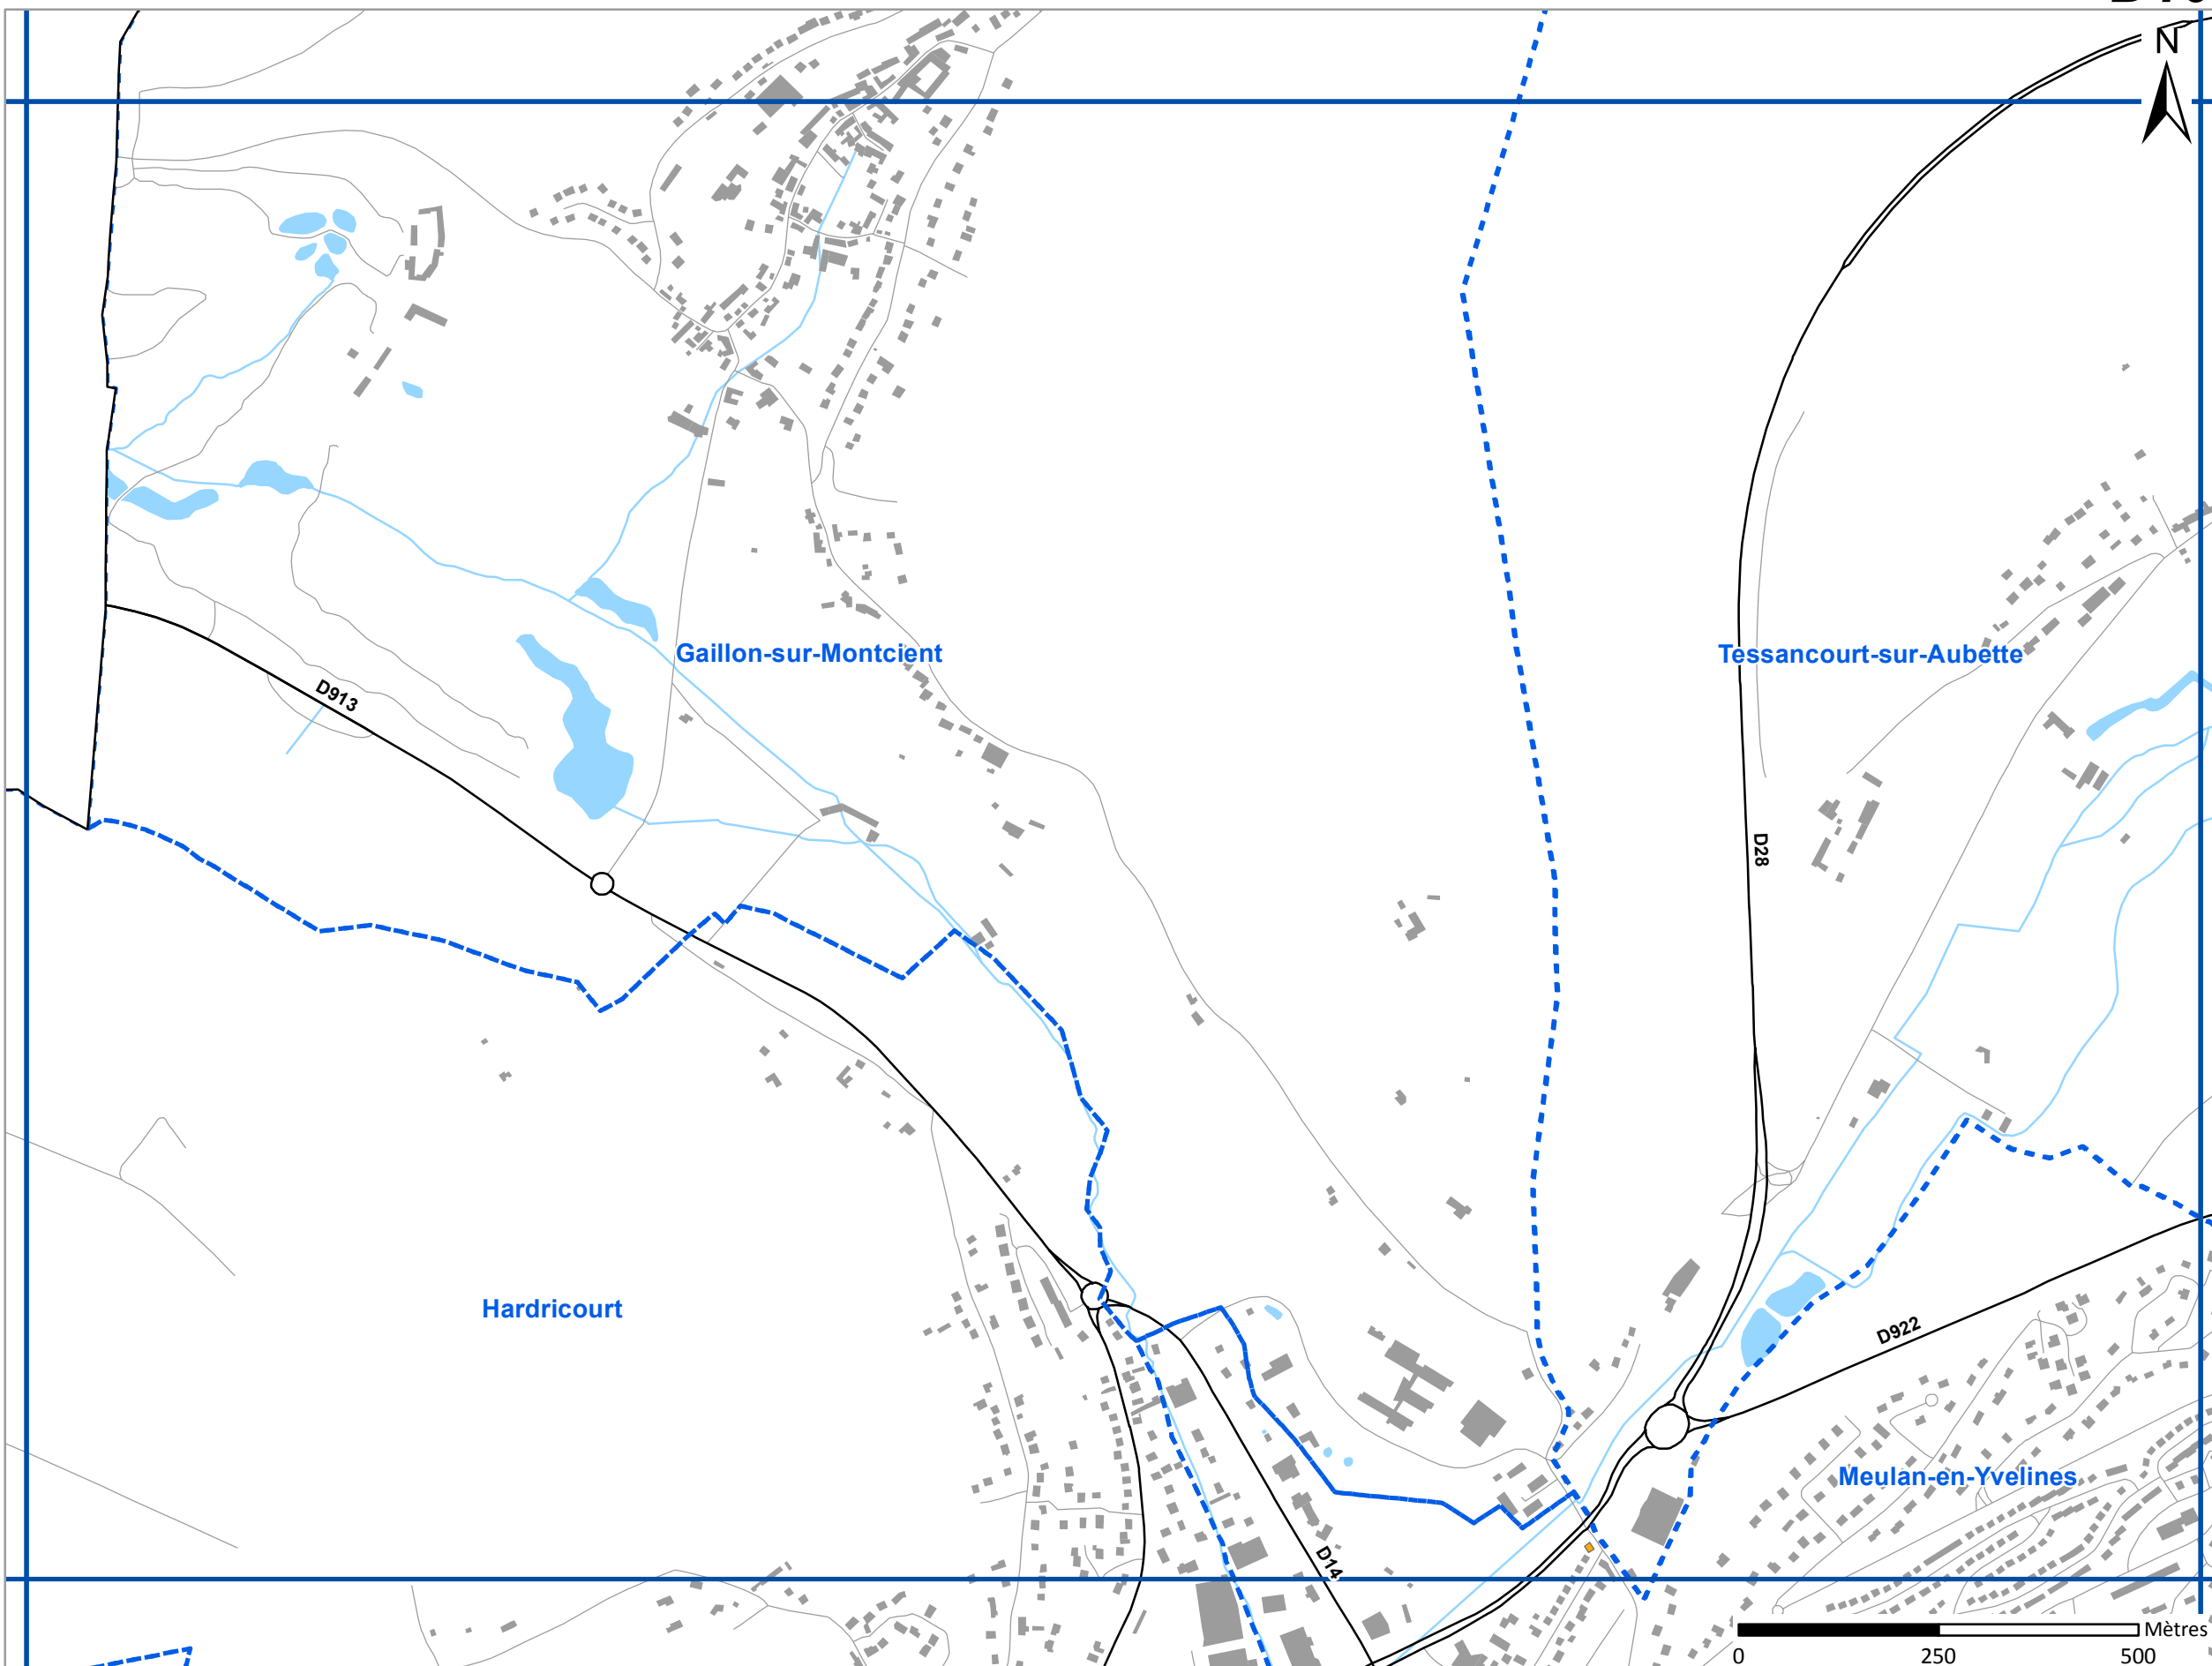 N
Gaillon-sur-Montcient
Tessancourt-sur-Aubette
D913
D28
Hardricourt
D922
Meulan-en-Yvelines
D14
Mètres
0 250 500